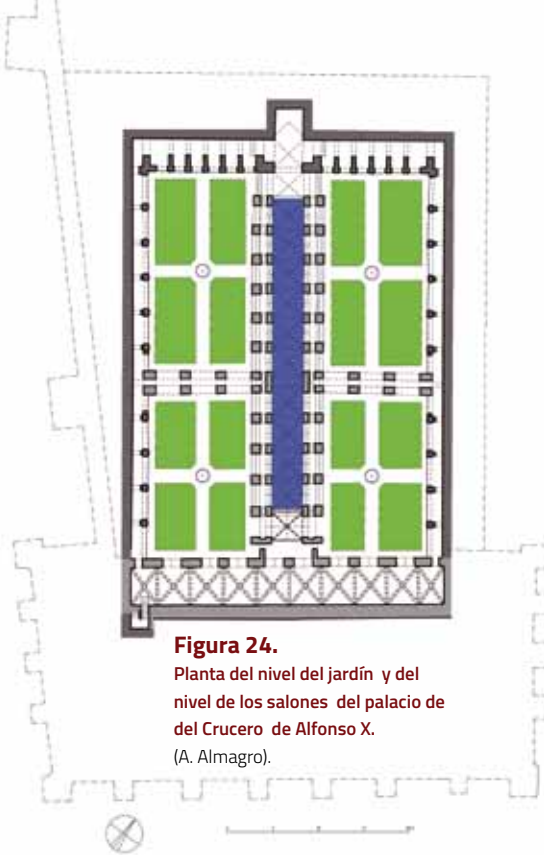 Figura 24.
Planta del nivel del jardín y del
nivel de los salones del palacio de
del Crucero de Alfonso X.
(A. Almagro).